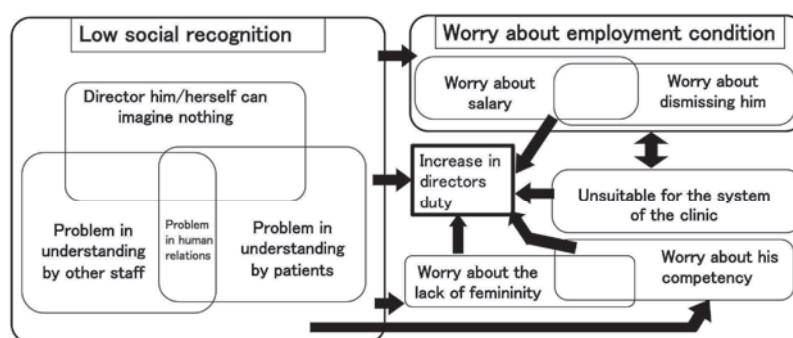 Low social recognition
Director him/herself can
imagine nothing
Problem in
understanding
by other staff
Problem
in human
relations
Problem in
understanding
by patients
Worry about employment condition
Worry about
salary
Worry about
dismissing him
Increase in
directors
duty
Unsuitable for the system
of the clinic
Worry about the
lack of femininity
Worry about his
competency